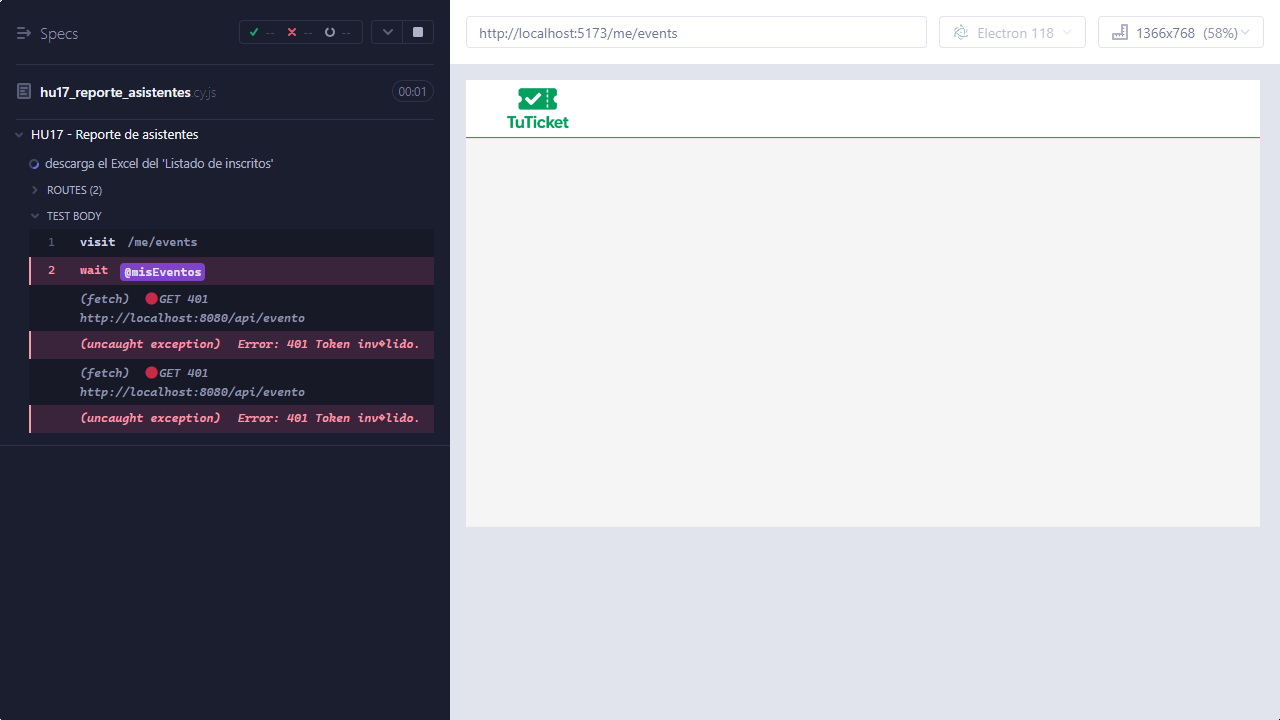 Specs
-- -- --
hu17_reporte_asistentes.cy.js
00:01
HU17 - Reporte de asistentes
descarga el Excel del 'Listado de inscritos'
ROUTES (2)
TEST BODY
1 visit /me/events
2 wait @misEventos
(fetch) GET 401
http://localhost:8080/api/evento
(uncaught exception) Error: 401 Token inv�lido.
(fetch) GET 401
http://localhost:8080/api/evento
(uncaught exception) Error: 401 Token inv�lido.
http://localhost:5173/me/events
Electron 118
1366x768 (58%)
TuTicket